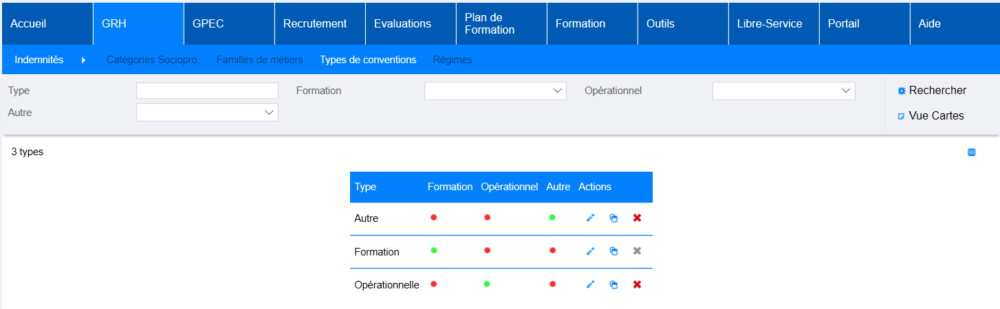 Accueil GRH GPEC Recrutement Evaluations Plan de Formation Formation Outils Libre-Service Portail Aide
Indemnités Catégories Sociopro. Familles de métiers Types de conventions Régimes
Type Formation Opérationnel Rechercher
Autre Vue Cartes
3 types
Type Formation Opérationnel Autre Actions
Autre
Formation
Opérationnelle